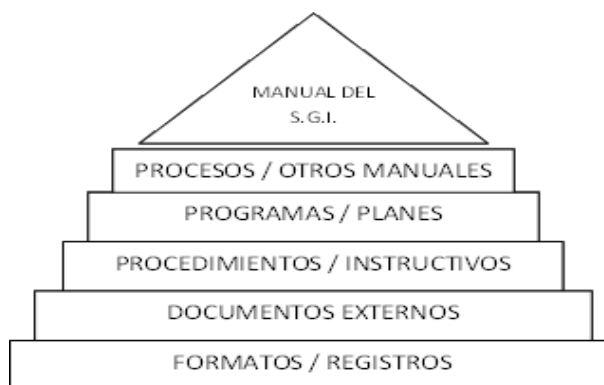 MANUAL DEL
S.G.I.
PROCESOS / OTROS MANUALES
PROGRAMAS / PLANES
PROCEDIMIENTOS / INSTRUCTIVOS
DOCUMENTOS EXTERNOS
FORMATOS / REGISTROS